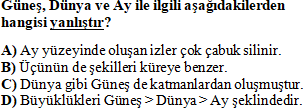 Güneş, Dünya ve Ay ile ilgili aşağıdakilerden
hangisi yanlıştır?
A) Ay yüzeyinde oluşan izler çok çabuk silinir.
B) Üçünün de şekilleri küreye benzer.
C) Dünya gibi Güneş de katmanlardan oluşmuştur.
D) Büyüklükleri Güneş > Dünya > Ay şeklindedir.